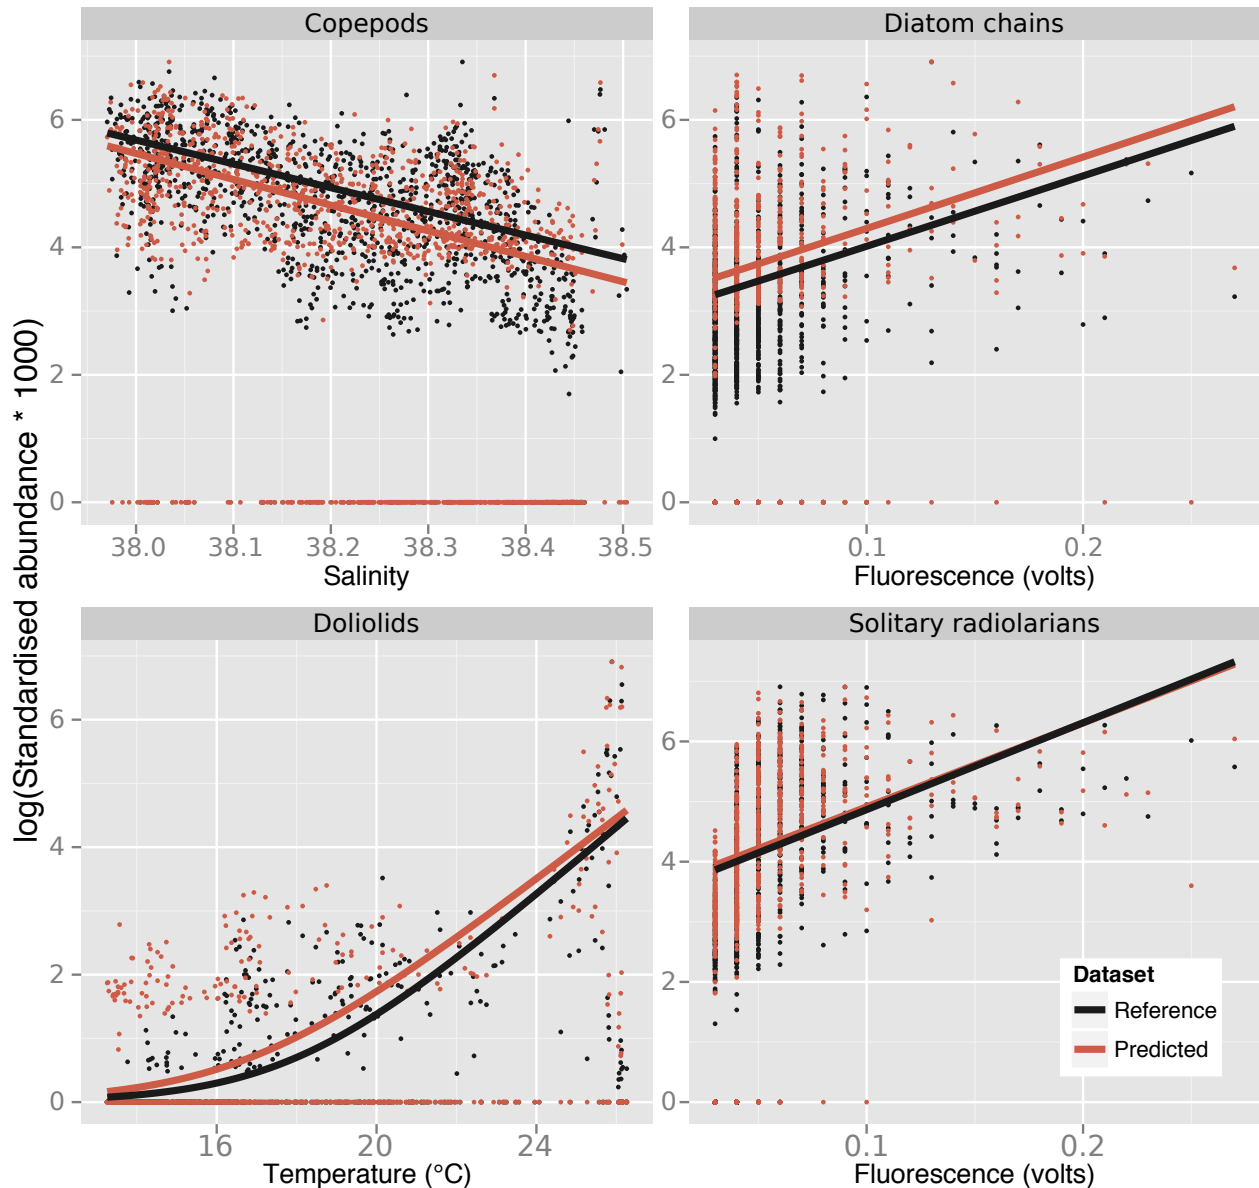 Copepods
Diatom chains
log(Standardised abundance * 1000)
6
4
2
0
6
4
2
0
38.0 38.1 38.2 38.3 38.4 38.5
Salinity
0.1 0.2
Fluorescence (volts)
Doliolids
Solitary radiolarians
6
4
2
0
6
4
2
0
Dataset
Reference
Predicted
16 20 24
Temperature (°C)
0.1 0.2
Fluorescence (volts)